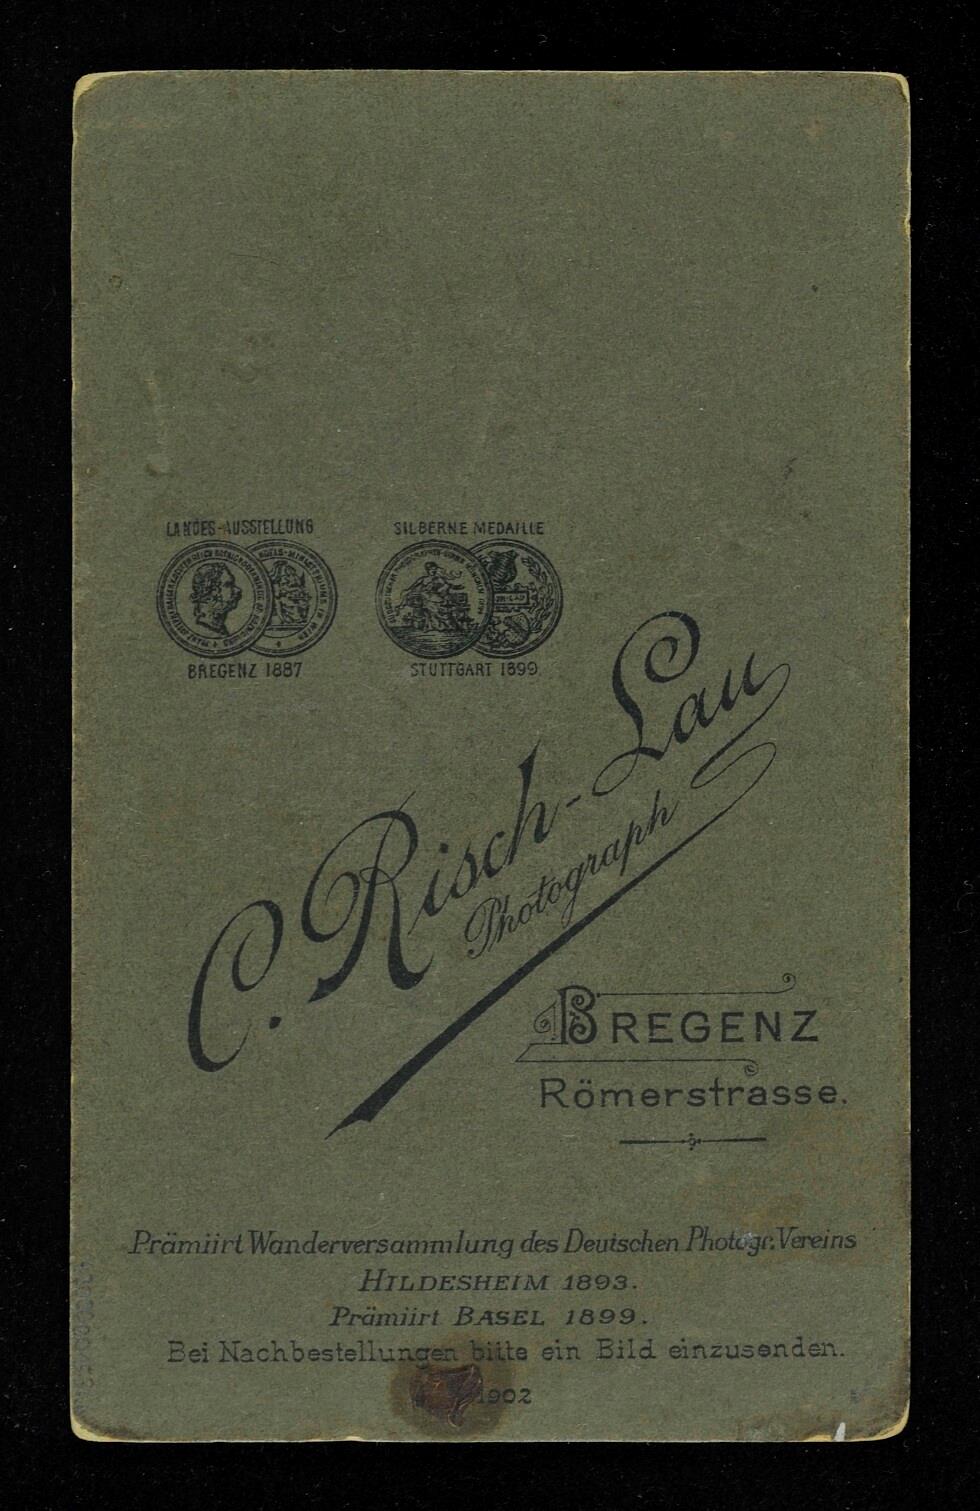 LANDES-AUSSTELLUNG
BREGENZ 1887
SILBERNE MEDAILLE
STUTTGART 1899
C. Risch-Lau
Photograph
BREGENZ
Römerstrasse.
Prämiirt Wanderversammlung des Deutschen Photogr. Vereins
HILDESHEIM 1893.
Prämiirt BASEL 1899.
Bei Nachbestellungen bitte ein Bild einzusenden.
1902